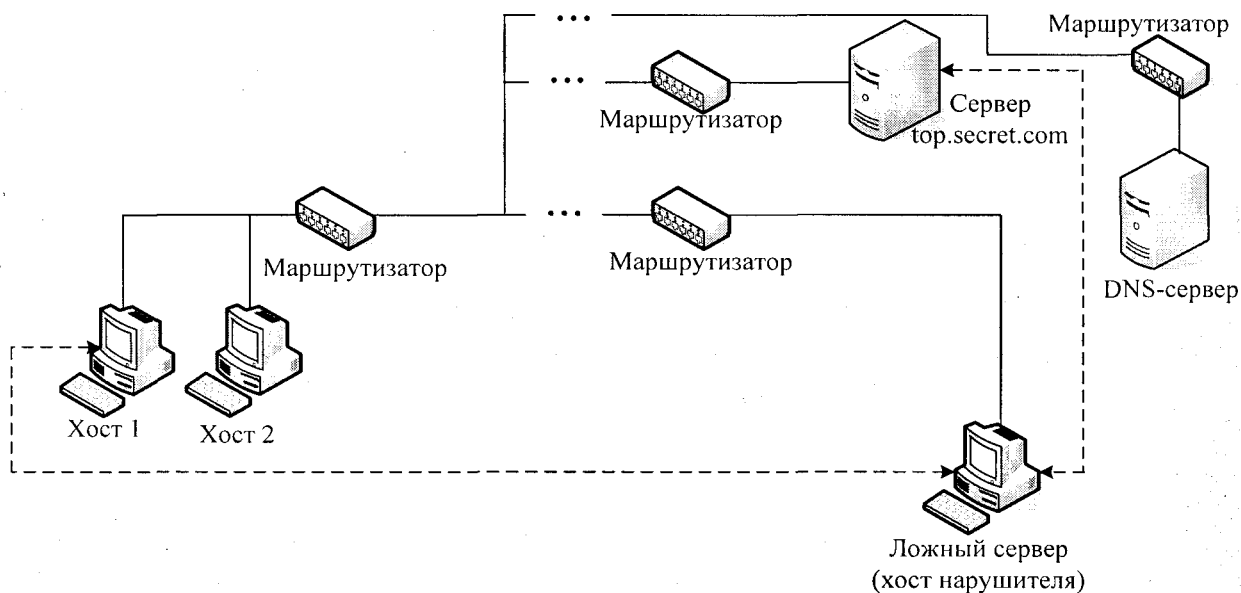 Маршрутизатор
Маршрутизатор
Сервер
top.secret.com
Маршрутизатор
Маршрутизатор
DNS-сервер
Хост 1
Хост 2
Ложный сервер
(хост нарушителя)